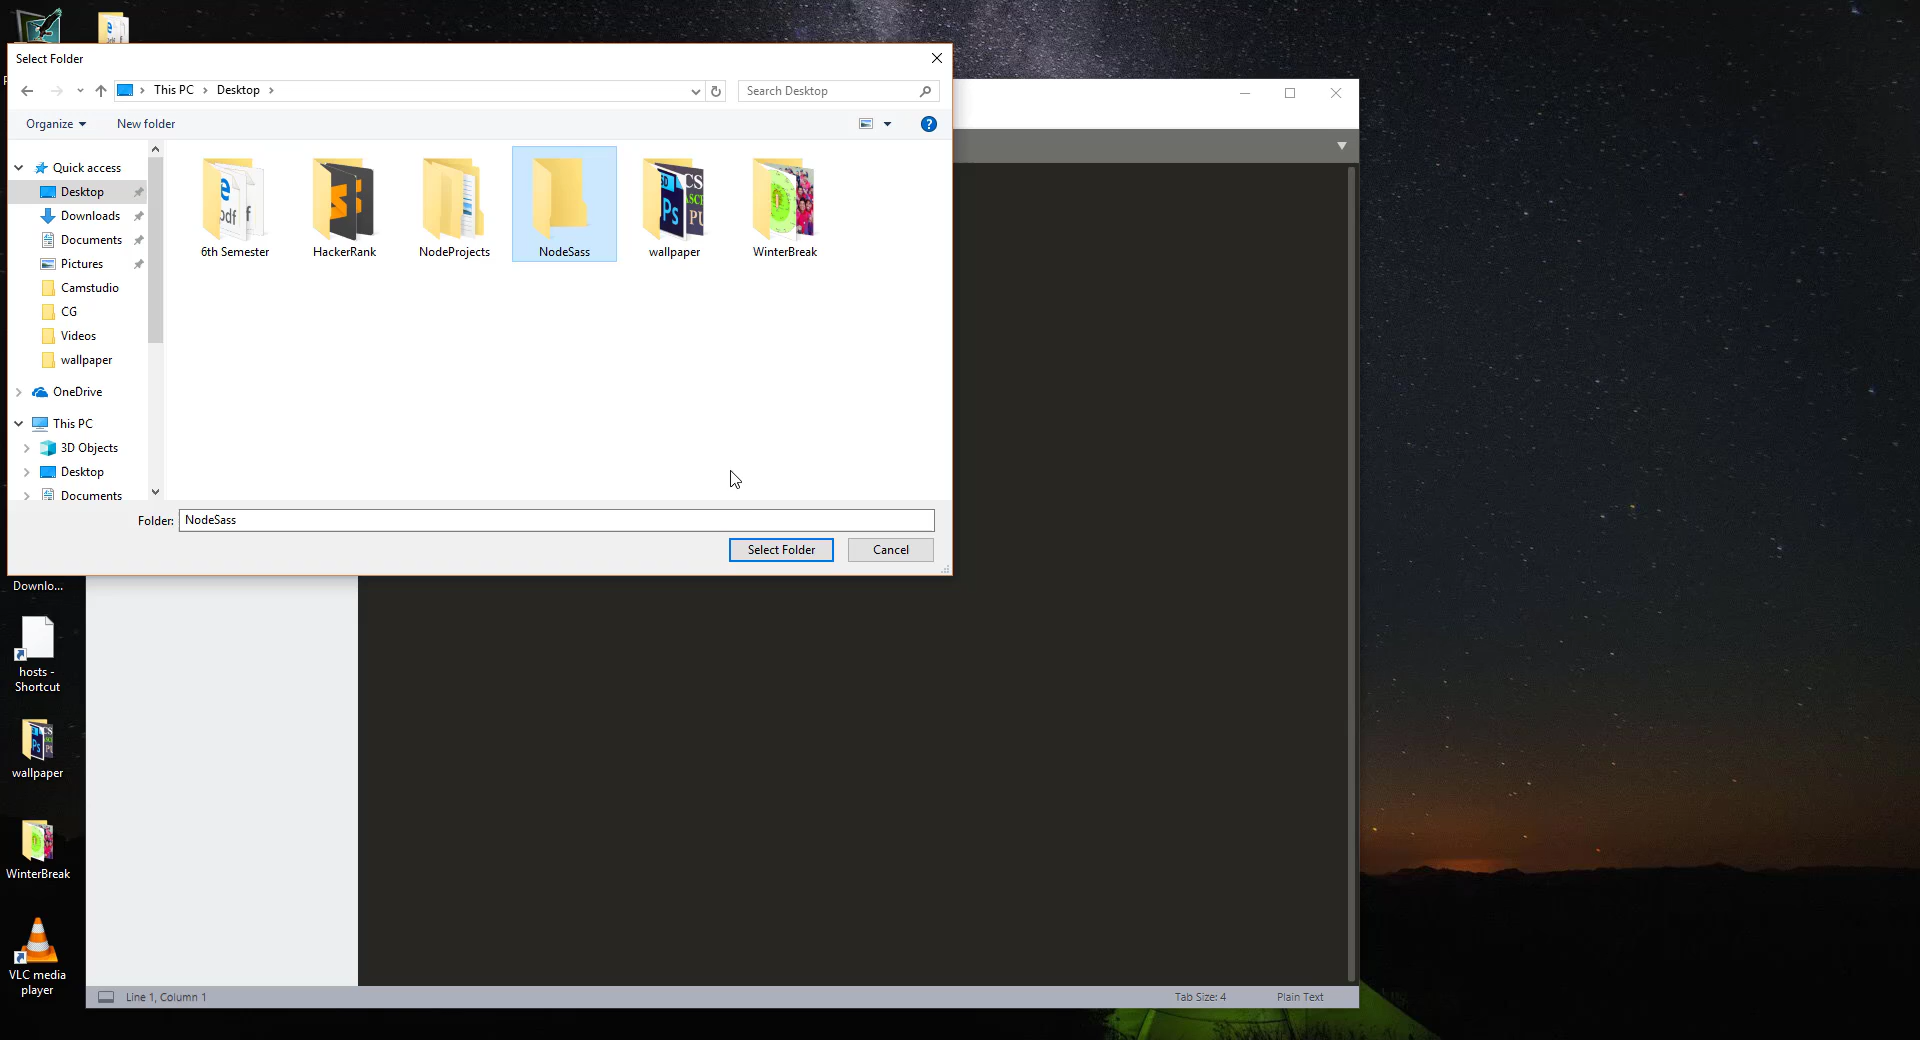 Select Folder
This PC
Desktop
Search Desktop
Organize
New folder
Quick access
Desktop
Downloads
Documents
Pictures
Camstudio
CG
Videos
wallpaper
OneDrive
This PC
3D Objects
Desktop
Documents
6th Semester
HackerRank
NodeProjects
NodeSass
wallpaper
WinterBreak
Folder:
NodeSass
Select Folder
Cancel
Downlo...
hosts -
Shortcut
wallpaper
WinterBreak
VLC media
player
Line 1, Column 1
Tab Size: 4
Plain Text